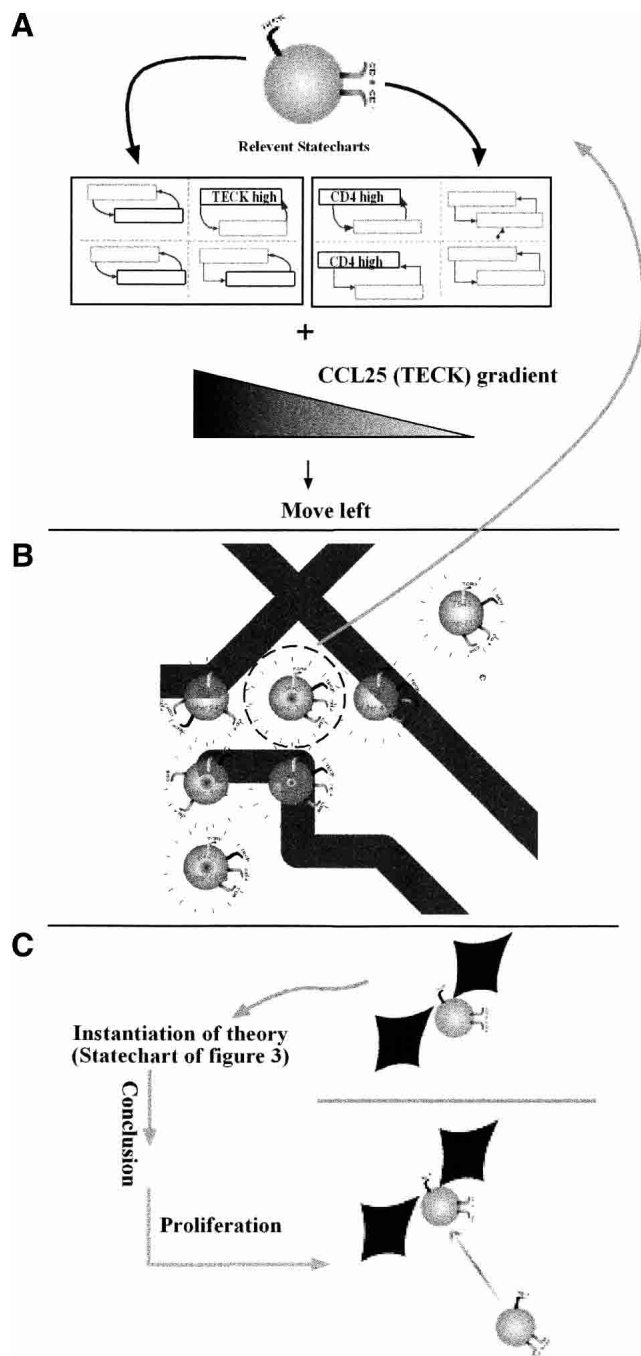 A
Relevent Statecharts
TECK high
CD4 high
CD4 high
+
CCL25 (TECK) gradient
Move left
B
C
Instantiation of theory
(Statechart of figure 3)
Conclusion
Proliferation